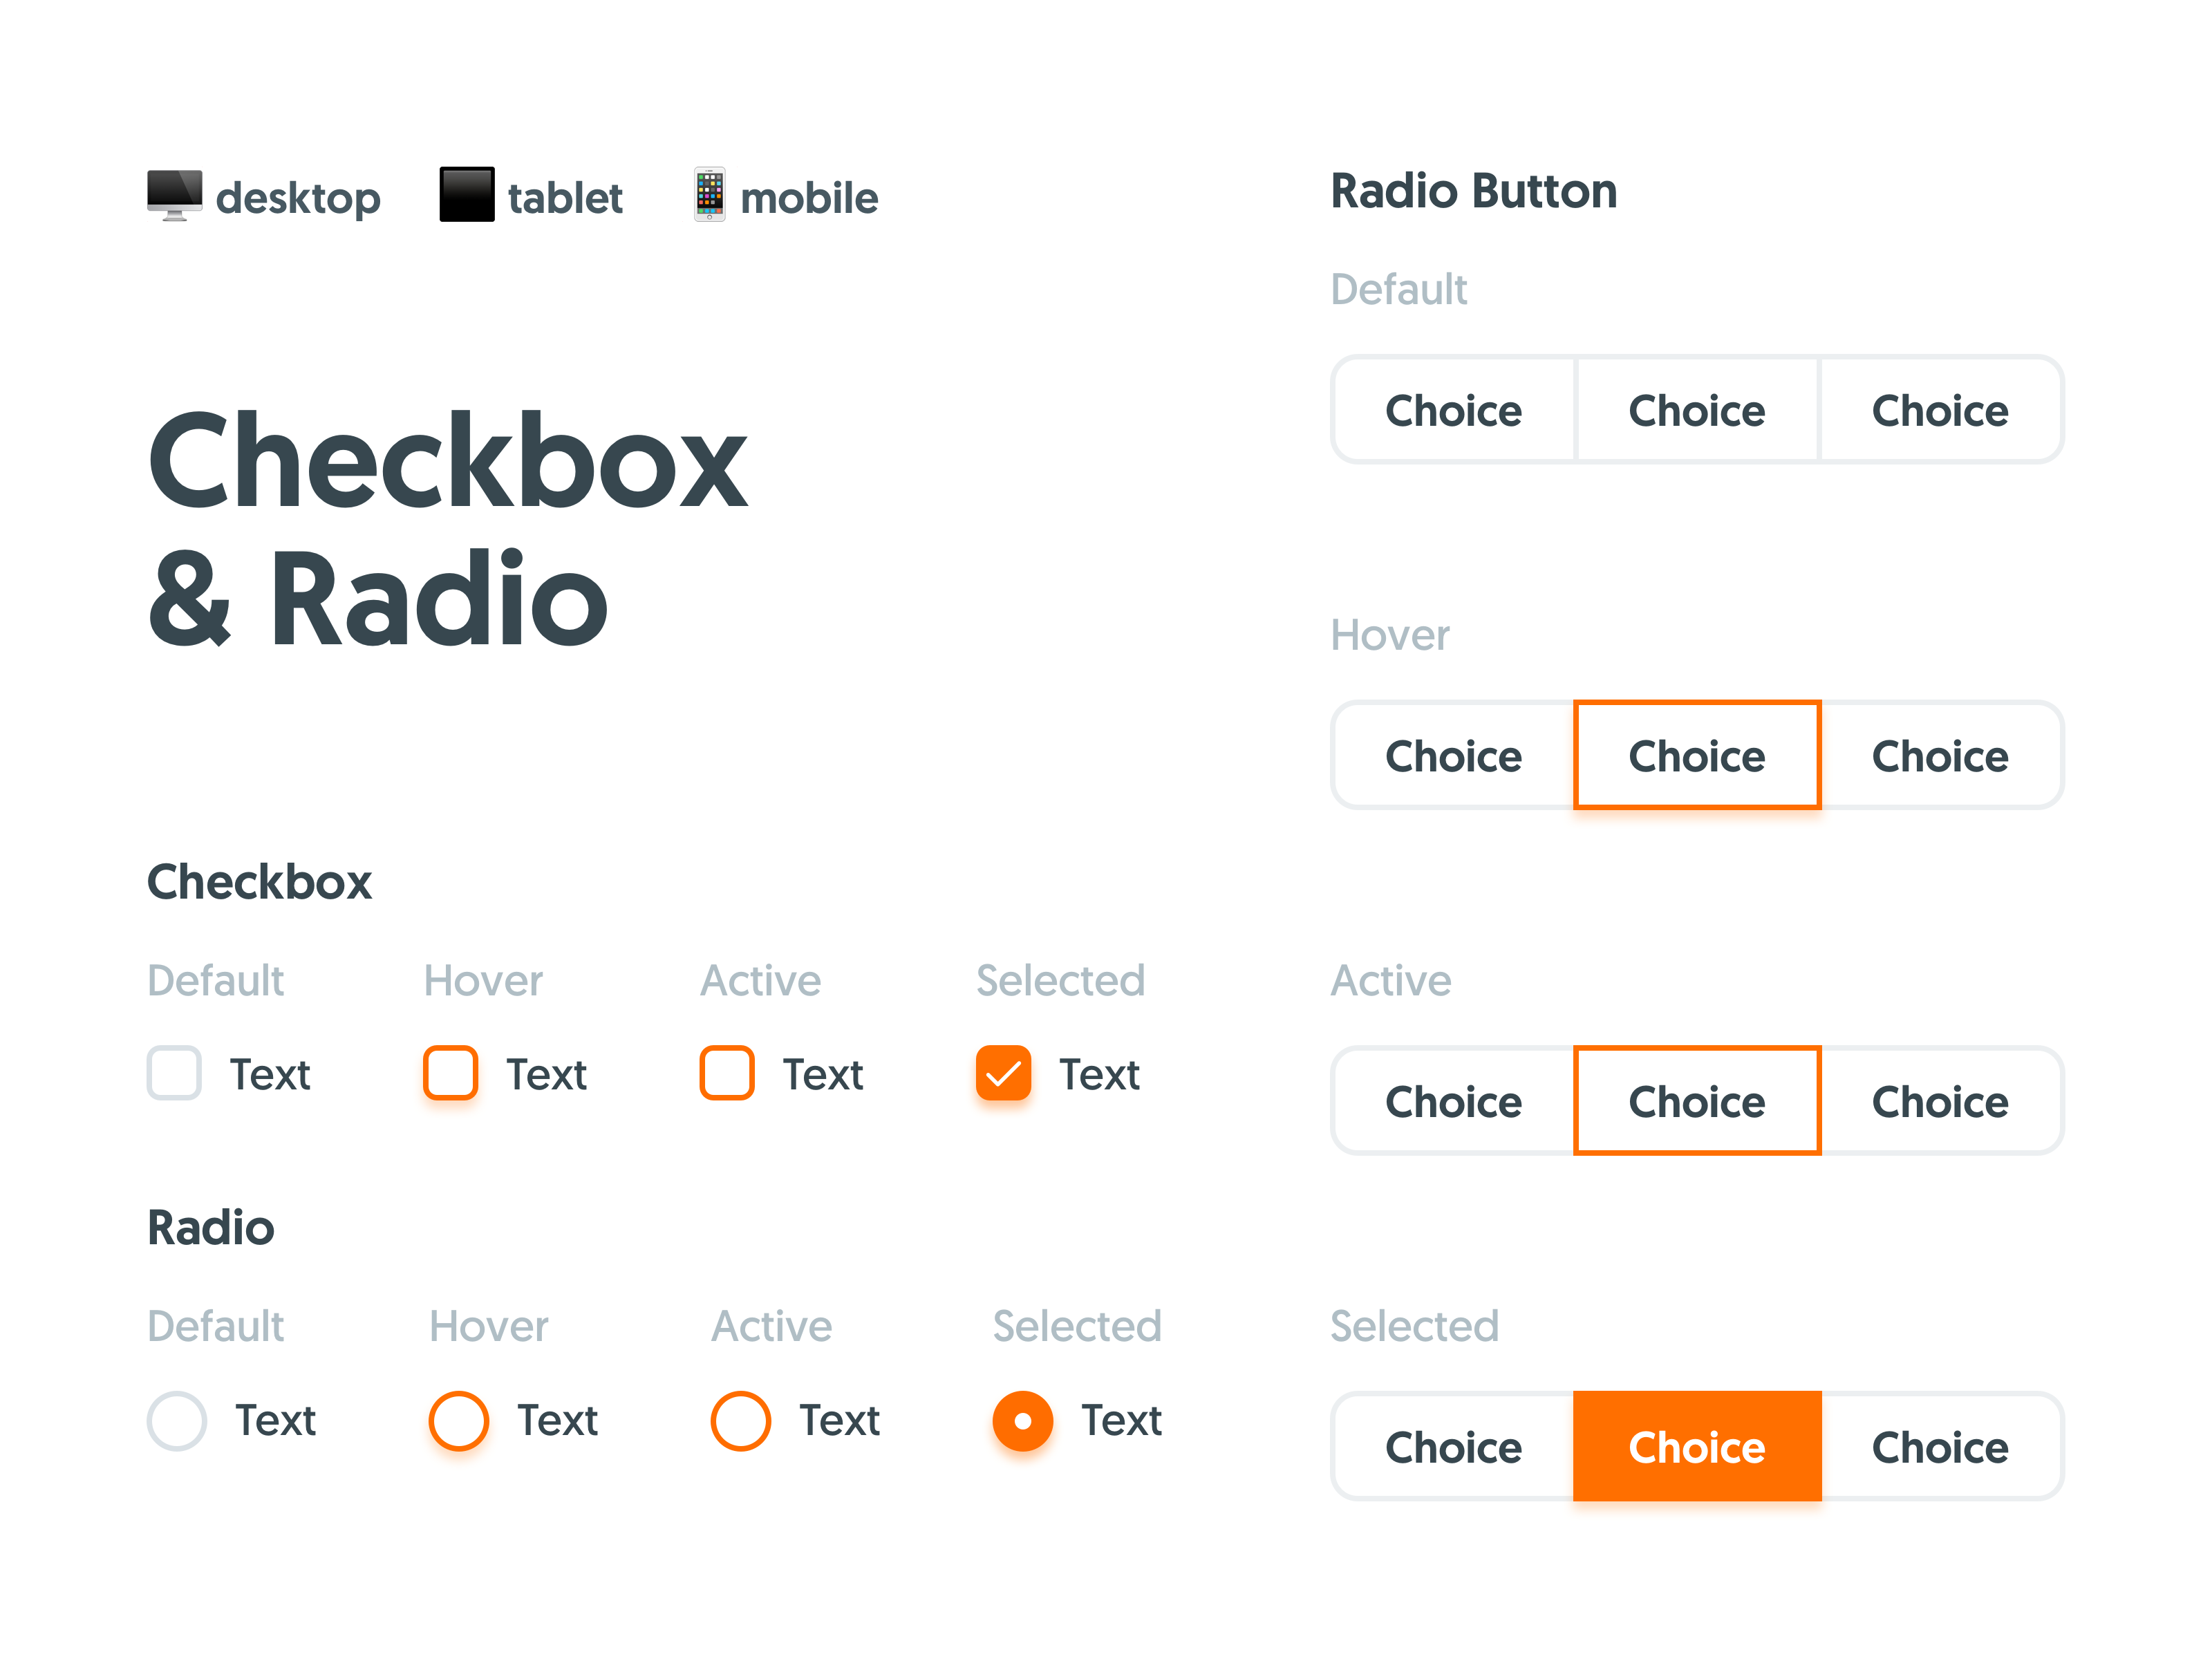 desktop tablet mobile
Checkbox
& Radio
Checkbox
Default Hover Active Selected
Text Text Text Text
Radio
Default Hover Active Selected
Text Text Text Text
Radio Button
Default
Choice Choice Choice
Hover
Choice Choice Choice
Active
Choice Choice Choice
Selected
Choice Choice Choice